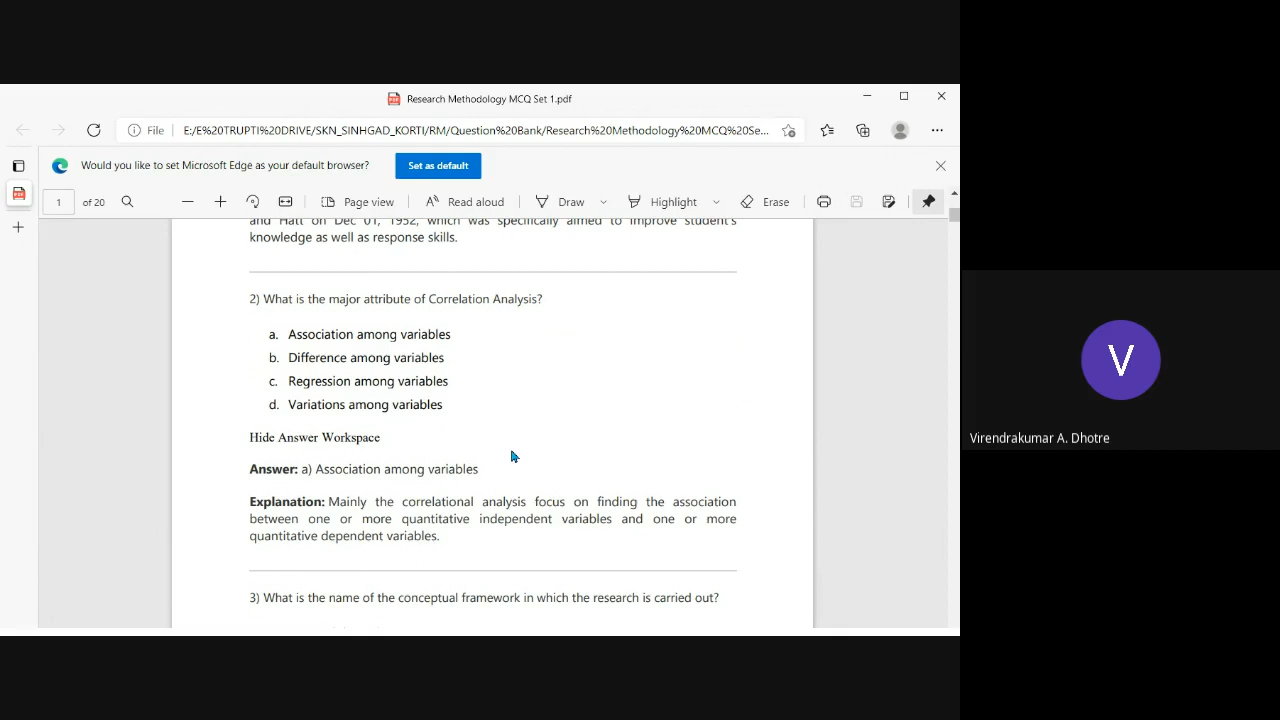 Research Methodology MCQ Set 1.pdf
File E:/E%20TRUPTI%20DRIVE/SKN_SINHGAD_KORTI/RM/Question%20Bank/Research%20Methodology%20MCQ%20Se...
Would you like to set Microsoft Edge as your default browser? Set as default
1 of 20 Page view Read aloud Draw Highlight Erase
and Hatt on Dec 01, 1952, which was specifically aimed to improve student's
knowledge as well as response skills.
2) What is the major attribute of Correlation Analysis?
a. Association among variables
b. Difference among variables
c. Regression among variables
d. Variations among variables
Hide Answer Workspace
Answer: a) Association among variables
Explanation: Mainly the correlational analysis focus on finding the association
between one or more quantitative independent variables and one or more
quantitative dependent variables.
3) What is the name of the conceptual framework in which the research is carried out?
V
Virendrakumar A. Dhotre